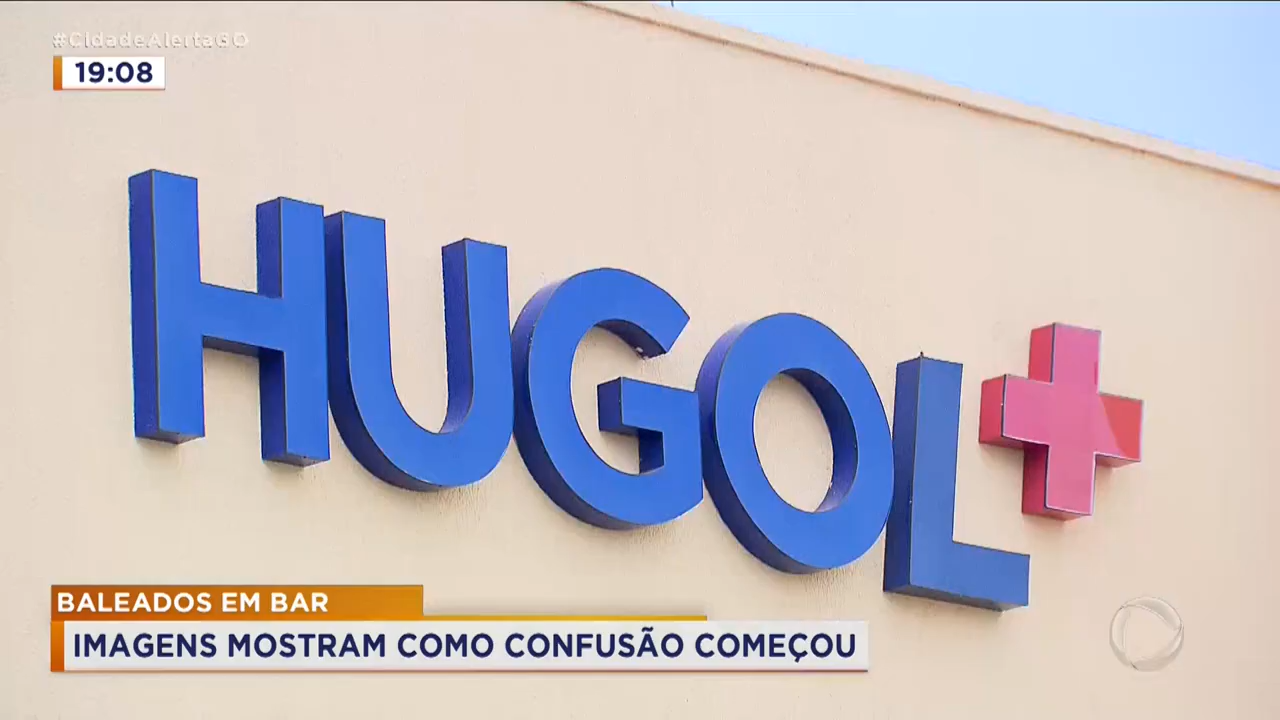 #CidadeAlertaGO
19:08
HUGOL
BALEADOS EM BAR
IMAGENS MOSTRAM COMO CONFUSÃO COMEÇOU